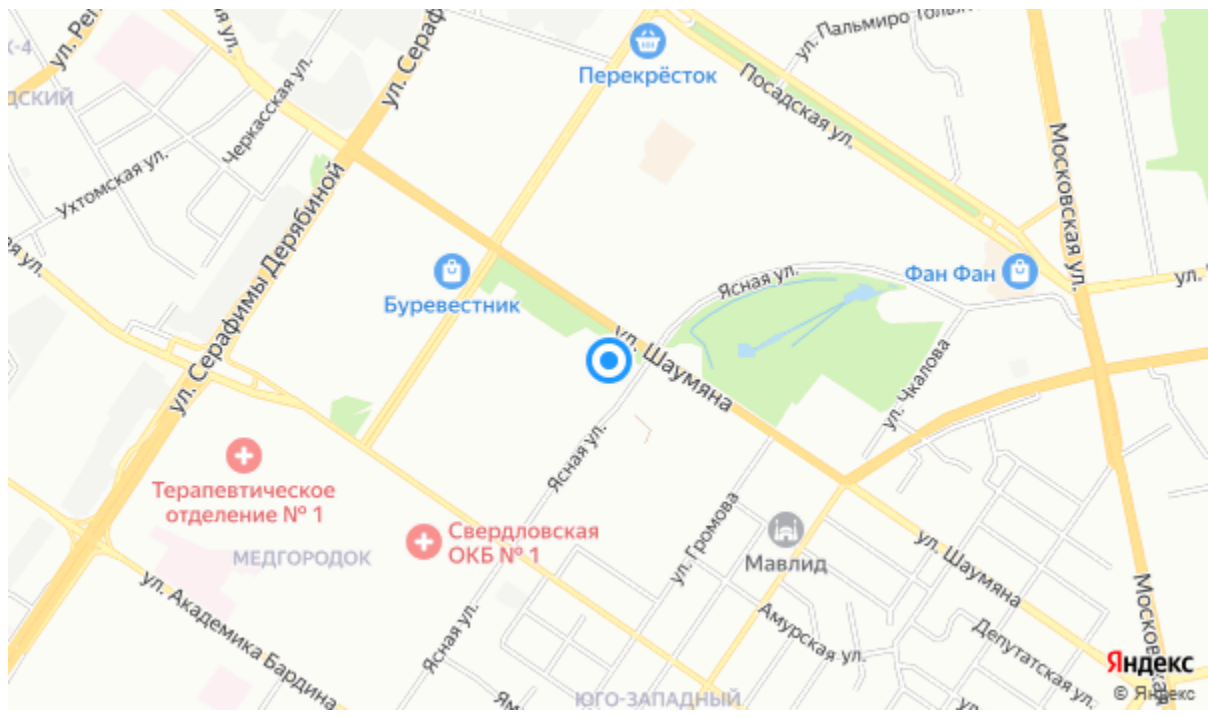 ул. Серафимы Дерябиной
Перекрёсток
ул. Пальмиро
Посадская ул.
Московская ул.
Черкасская ул.
Ухтомская ул.
Буревестник
Ясная ул.
Фан Фан
ул. Шаумяна
ул. Чкалова
Терапевтическое
отделение № 1
МЕДГОРОДОК
Свердловская
ОКБ № 1
Ясная ул.
ул. Громова
Мавлид
ул. Шаумяна
ул. Академика Бардина
Ясная ул.
Амурская ул.
Депутатская ул.
ЮГО-ЗАПАДНЫЙ
Яндекс
© Яндекс